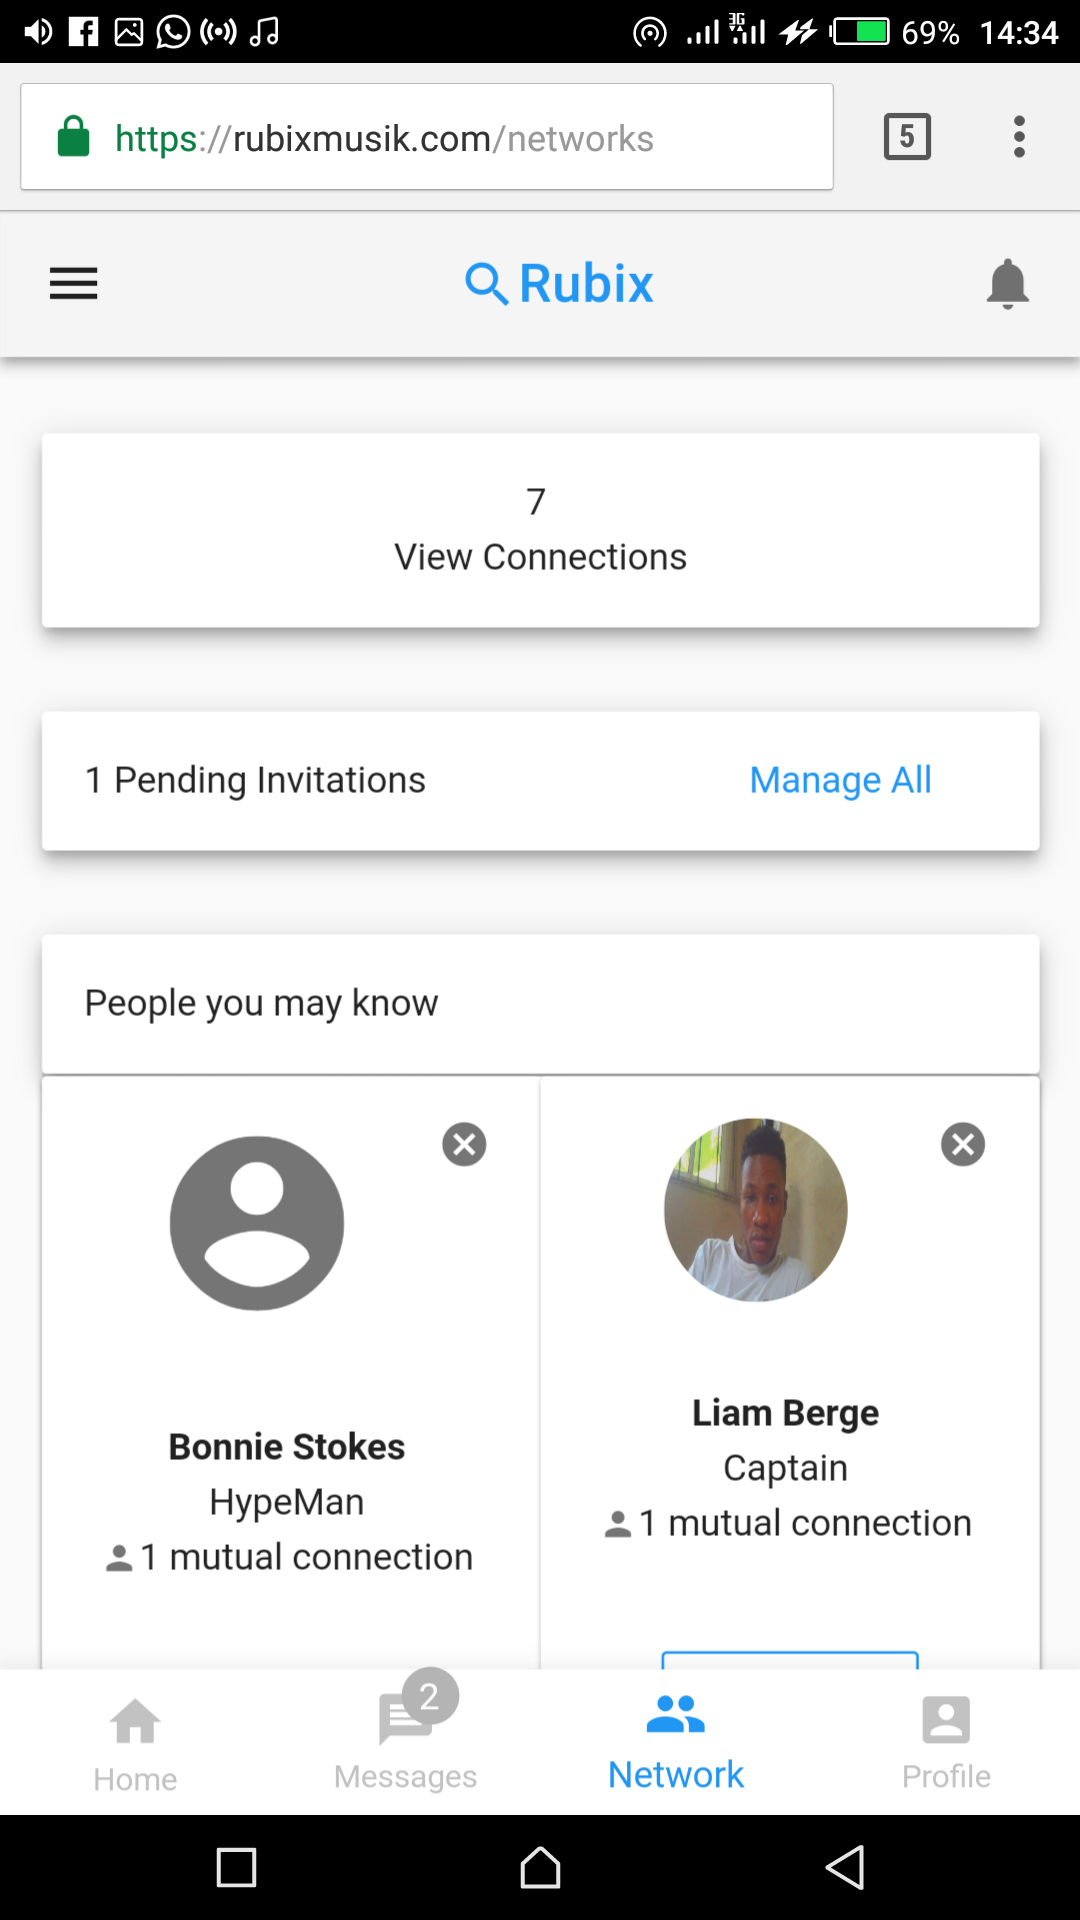 3G
69% 14:34
https://rubixmusik.com/networks
5
Rubix
7
View Connections
1 Pending Invitations
Manage All
People you may know
Bonnie Stokes
HypeMan
1 mutual connection
Liam Berge
Captain
1 mutual connection
2
Home
Messages
Network
Profile